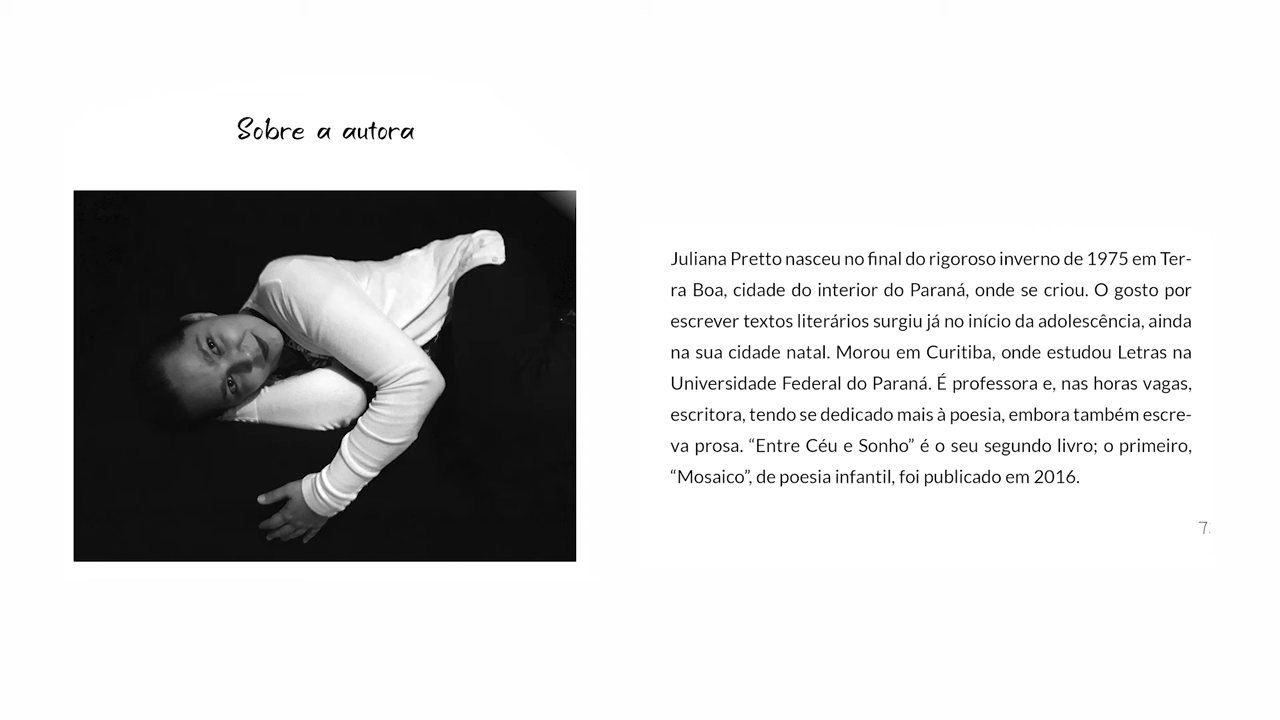 Sobre a autora
Juliana Pretto nasceu no final do rigoroso inverno de 1975 em Ter-
ra Boa, cidade do interior do Paraná, onde se criou. O gosto por
escrever textos literários surgiu já no início da adolescência, ainda
na sua cidade natal. Morou em Curitiba, onde estudou Letras na
Universidade Federal do Paraná. É professora e, nas horas vagas,
escritora, tendo se dedicado mais à poesia, embora também escre-
va prosa. “Entre Céu e Sonho” é o seu segundo livro; o primeiro,
“Mosaico”, de poesia infantil, foi publicado em 2016.